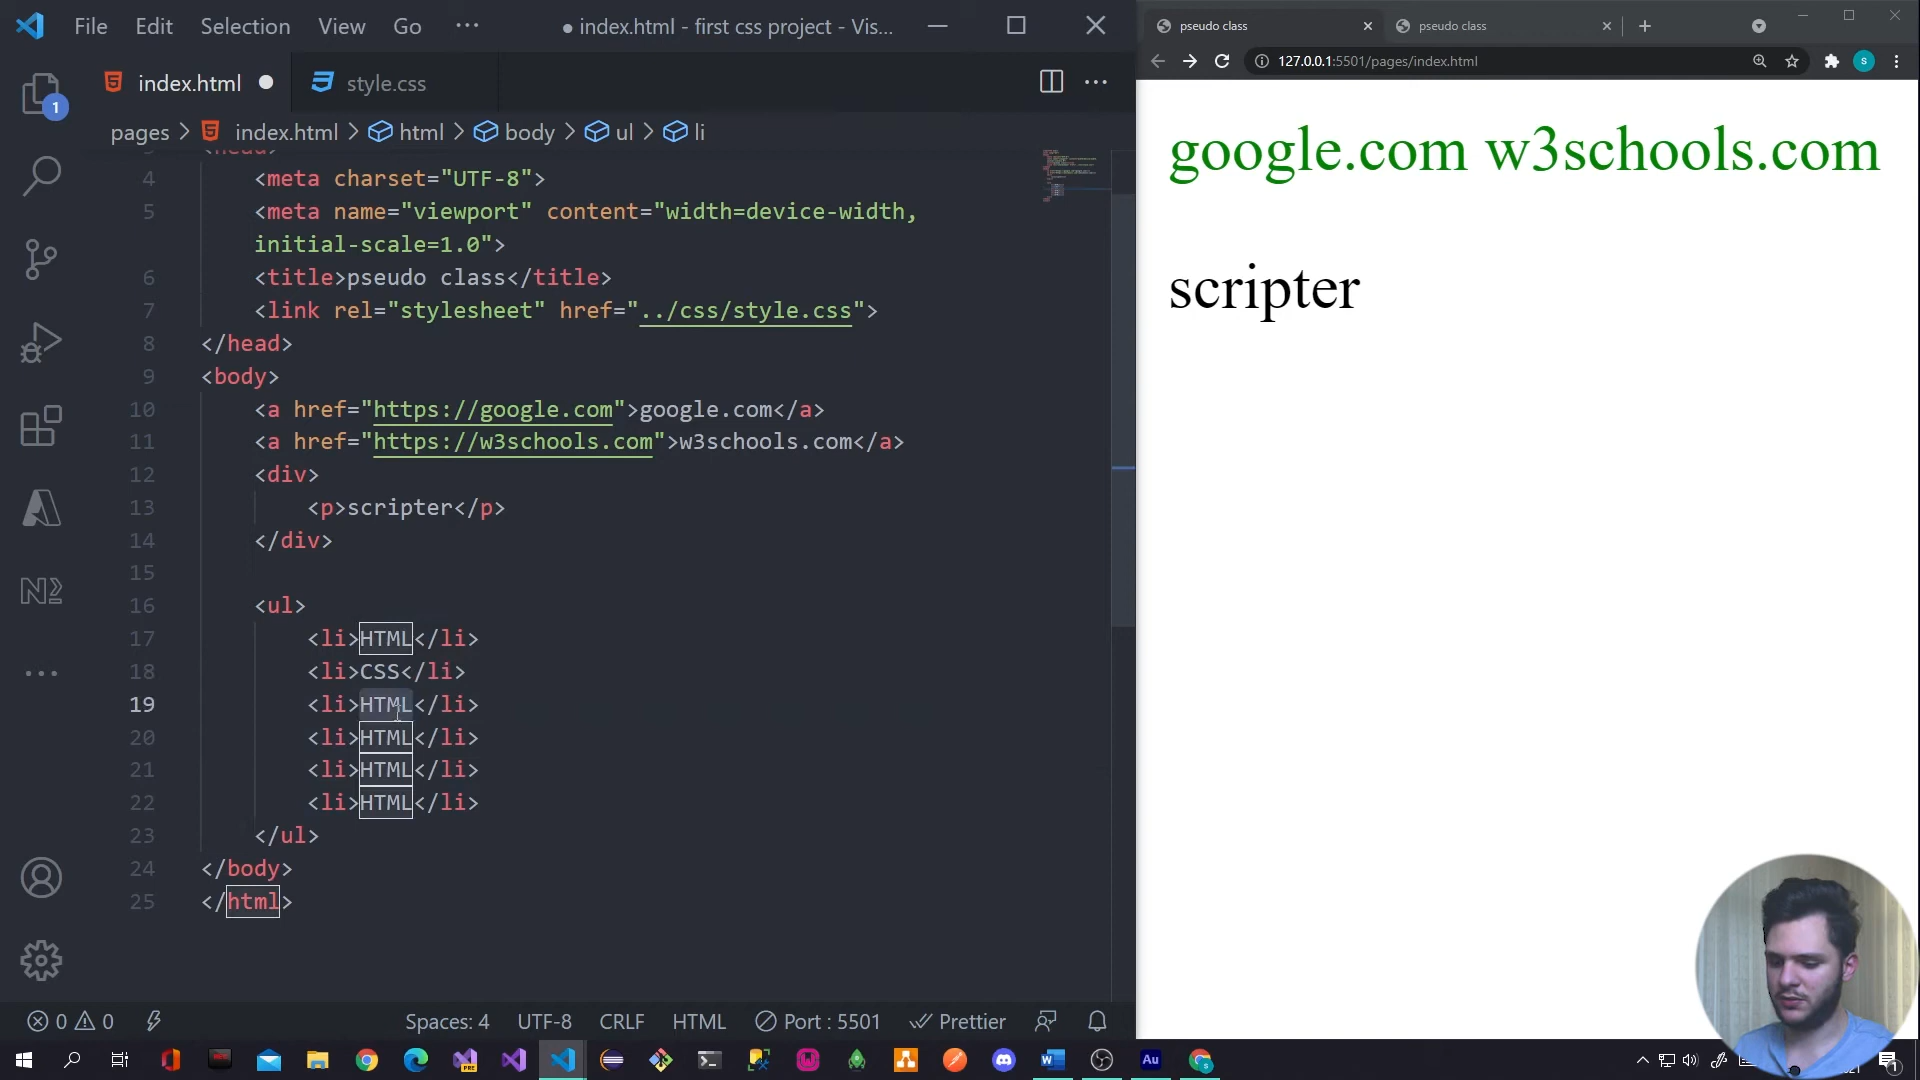 File Edit Selection View Go ··· ● index.html - first css project - Vis...
index.html ● style.css
1
pages > index.html > html > body > ul > li
4 <meta charset="UTF-8">
5 <meta name="viewport" content="width=device-width,
initial-scale=1.0">
6 <title>pseudo class</title>
7 <link rel="stylesheet" href="../css/style.css">
8 </head>
9 <body>
10 <a href="https://google.com">google.com</a>
11 <a href="https://w3schools.com">w3schools.com</a>
12 <div>
13 <p>scripter</p>
14 </div>
15
16 <ul>
17 <li>HTML</li>
18 <li>CSS</li>
19 <li>HTML</li>
20 <li>HTML</li>
21 <li>HTML</li>
22 <li>HTML</li>
23 </ul>
24 </body>
25 </html>
0 0 Spaces: 4 UTF-8 CRLF HTML Port : 5501 Prettier
pseudo class pseudo class
127.0.0.1:5501/pages/index.html
S
google.com w3schools.com
scripter
PRE
Au
1